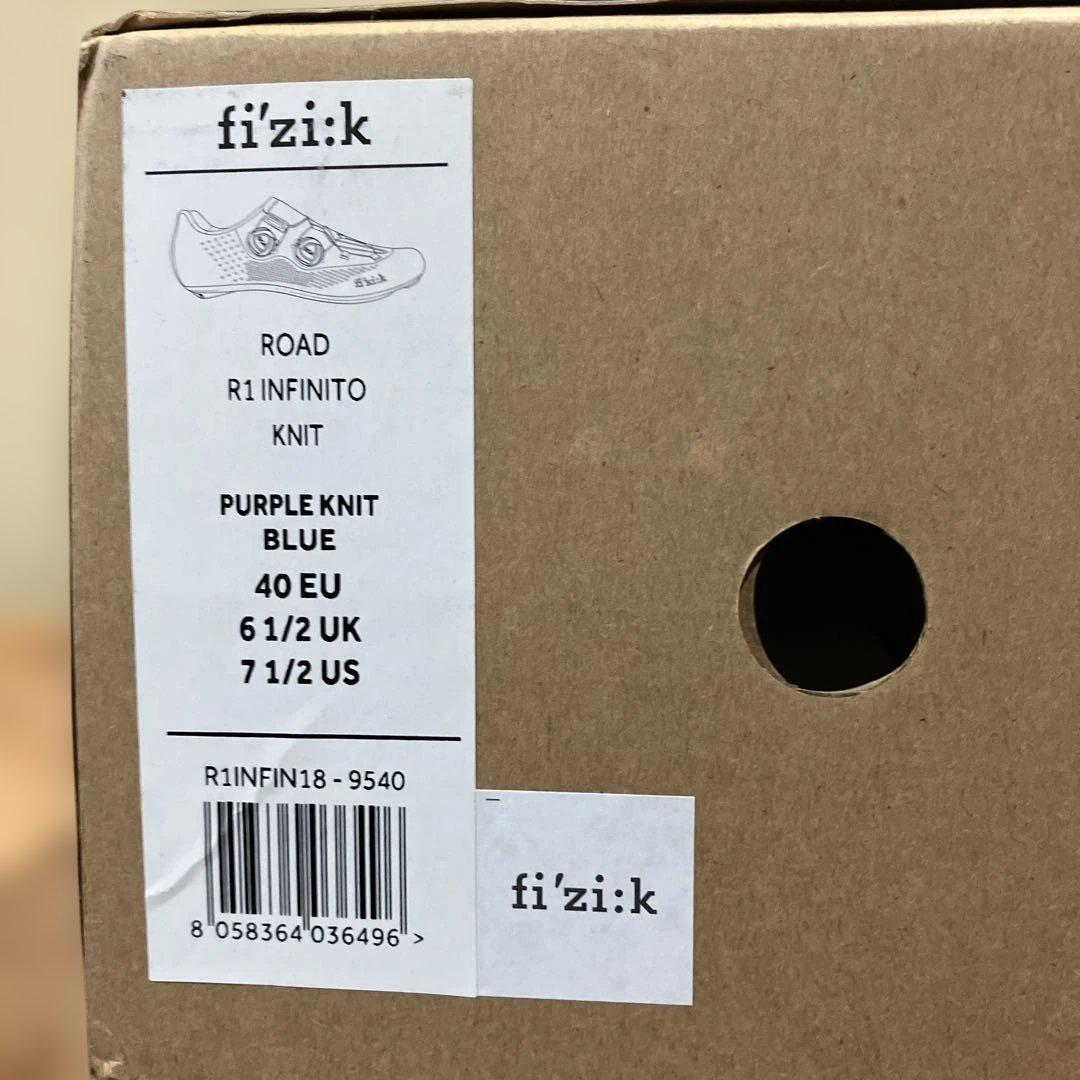 fi'zi:k
fi'zi:k
ROAD
R1 INFINITO
KNIT
PURPLE KNIT
BLUE
40 EU
6 1/2 UK
7 1/2 US
R1INFIN18 - 9540
8 058364 036496 >
fi'zi:k